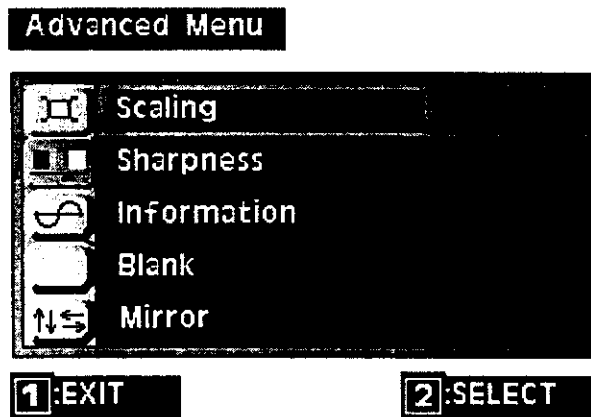 Advanced Menu
Scaling
Sharpness
Information
Blank
Mirror
1:EXIT 2:SELECT